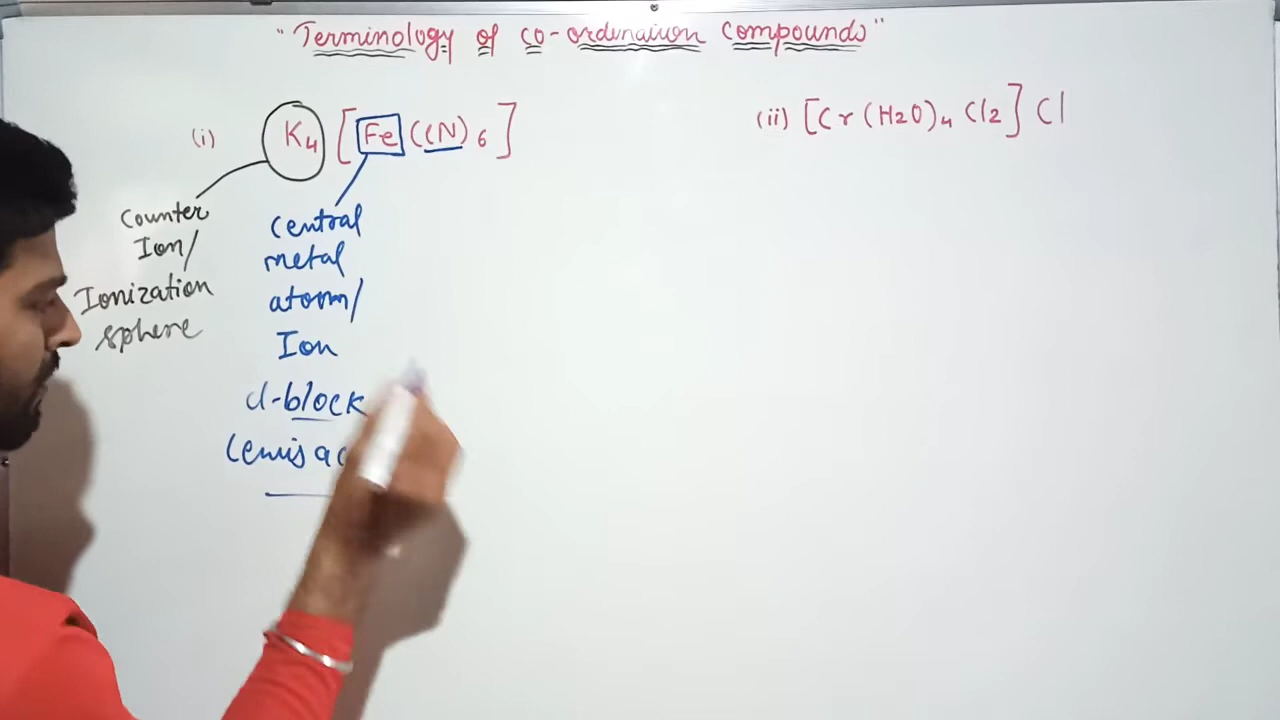 "Terminology of co-ordination compounds"
(i) K4 [Fe(CN)6]
(ii) [Cr(H2O)4 Cl2] Cl
Counter
Ion/
Ionization
sphere
central
metal
atom/
Ion
d-block
Lewis